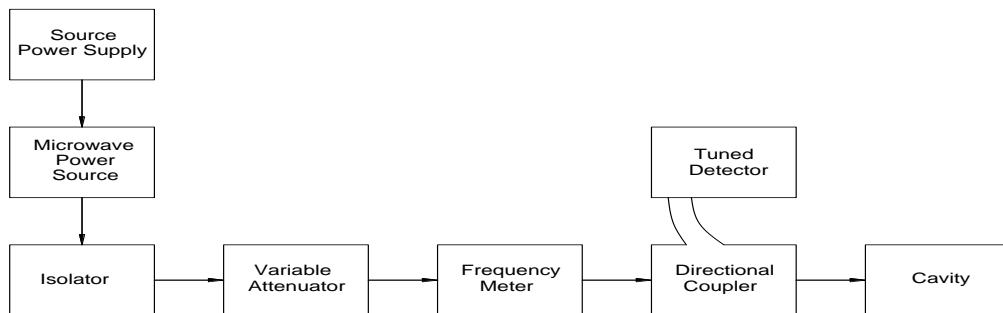 Source
Power Supply
Microwave
Power
Source
Tuned
Detector
Isolator
Variable
Attenuator
Frequency
Meter
Directional
Coupler
Cavity